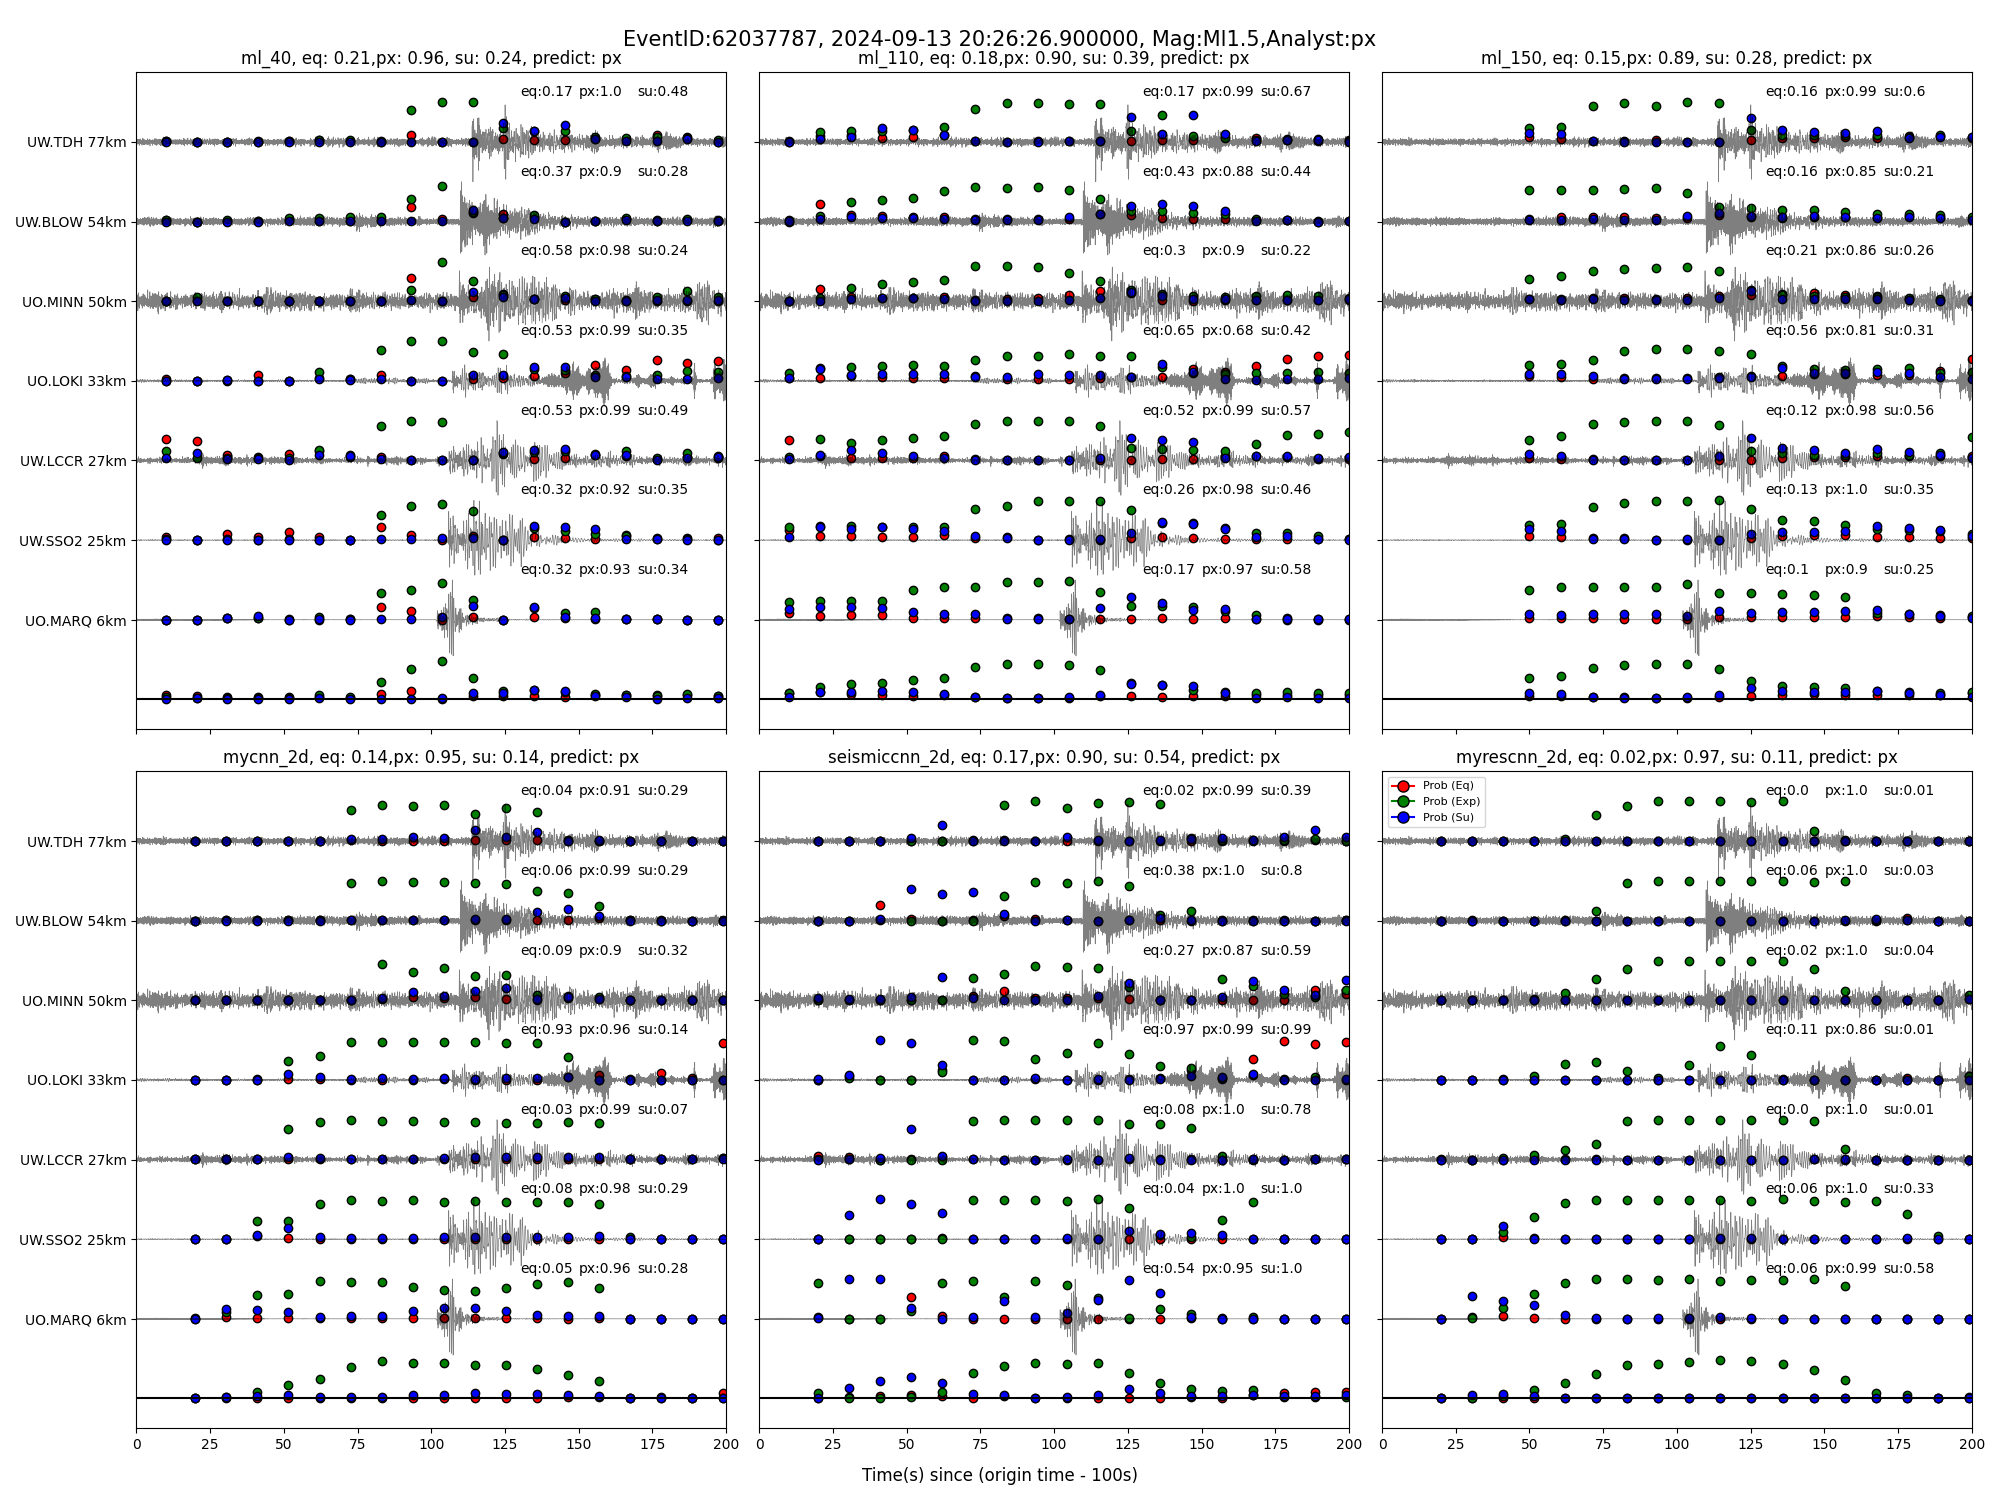 EventID:62037787, 2024-09-13 20:26:26.900000, Mag:Ml1.5,Analyst:px
ml_40, eq: 0.21,px: 0.96, su: 0.24, predict: px
UW.TDH 77km
eq:0.17 px:1.0 su:0.48
UW.BLOW 54km
eq:0.37 px:0.9 su:0.28
UO.MINN 50km
eq:0.58 px:0.98 su:0.24
UO.LOKI 33km
eq:0.53 px:0.99 su:0.35
UW.LCCR 27km
eq:0.53 px:0.99 su:0.49
UW.SSO2 25km
eq:0.32 px:0.92 su:0.35
UO.MARQ 6km
eq:0.32 px:0.93 su:0.34
ml_110, eq: 0.18,px: 0.90, su: 0.39, predict: px
eq:0.17 px:0.99 su:0.67
eq:0.43 px:0.88 su:0.44
eq:0.3 px:0.9 su:0.22
eq:0.65 px:0.68 su:0.42
eq:0.52 px:0.99 su:0.57
eq:0.26 px:0.98 su:0.46
eq:0.17 px:0.97 su:0.58
ml_150, eq: 0.15,px: 0.89, su: 0.28, predict: px
eq:0.16 px:0.99 su:0.6
eq:0.16 px:0.85 su:0.21
eq:0.21 px:0.86 su:0.26
eq:0.56 px:0.81 su:0.31
eq:0.12 px:0.98 su:0.56
eq:0.13 px:1.0 su:0.35
eq:0.1 px:0.9 su:0.25
mycnn_2d, eq: 0.14,px: 0.95, su: 0.14, predict: px
UW.TDH 77km
eq:0.04 px:0.91 su:0.29
UW.BLOW 54km
eq:0.06 px:0.99 su:0.29
UO.MINN 50km
eq:0.09 px:0.9 su:0.32
UO.LOKI 33km
eq:0.93 px:0.96 su:0.14
UW.LCCR 27km
eq:0.03 px:0.99 su:0.07
UW.SSO2 25km
eq:0.08 px:0.98 su:0.29
UO.MARQ 6km
eq:0.05 px:0.96 su:0.28
0 25 50 75 100 125 150 175 200
seismiccnn_2d, eq: 0.17,px: 0.90, su: 0.54, predict: px
eq:0.02 px:0.99 su:0.39
eq:0.38 px:1.0 su:0.8
eq:0.27 px:0.87 su:0.59
eq:0.97 px:0.99 su:0.99
eq:0.08 px:1.0 su:0.78
eq:0.04 px:1.0 su:1.0
eq:0.54 px:0.95 su:1.0
0 25 50 75 100 125 150 175 200
myrescnn_2d, eq: 0.02,px: 0.97, su: 0.11, predict: px
Prob (Eq)
Prob (Exp)
Prob (Su)
eq:0.0 px:1.0 su:0.01
eq:0.06 px:1.0 su:0.03
eq:0.02 px:1.0 su:0.04
eq:0.11 px:0.86 su:0.01
eq:0.0 px:1.0 su:0.01
eq:0.06 px:1.0 su:0.33
eq:0.06 px:0.99 su:0.58
0 25 50 75 100 125 150 175 200
Time(s) since (origin time - 100s)